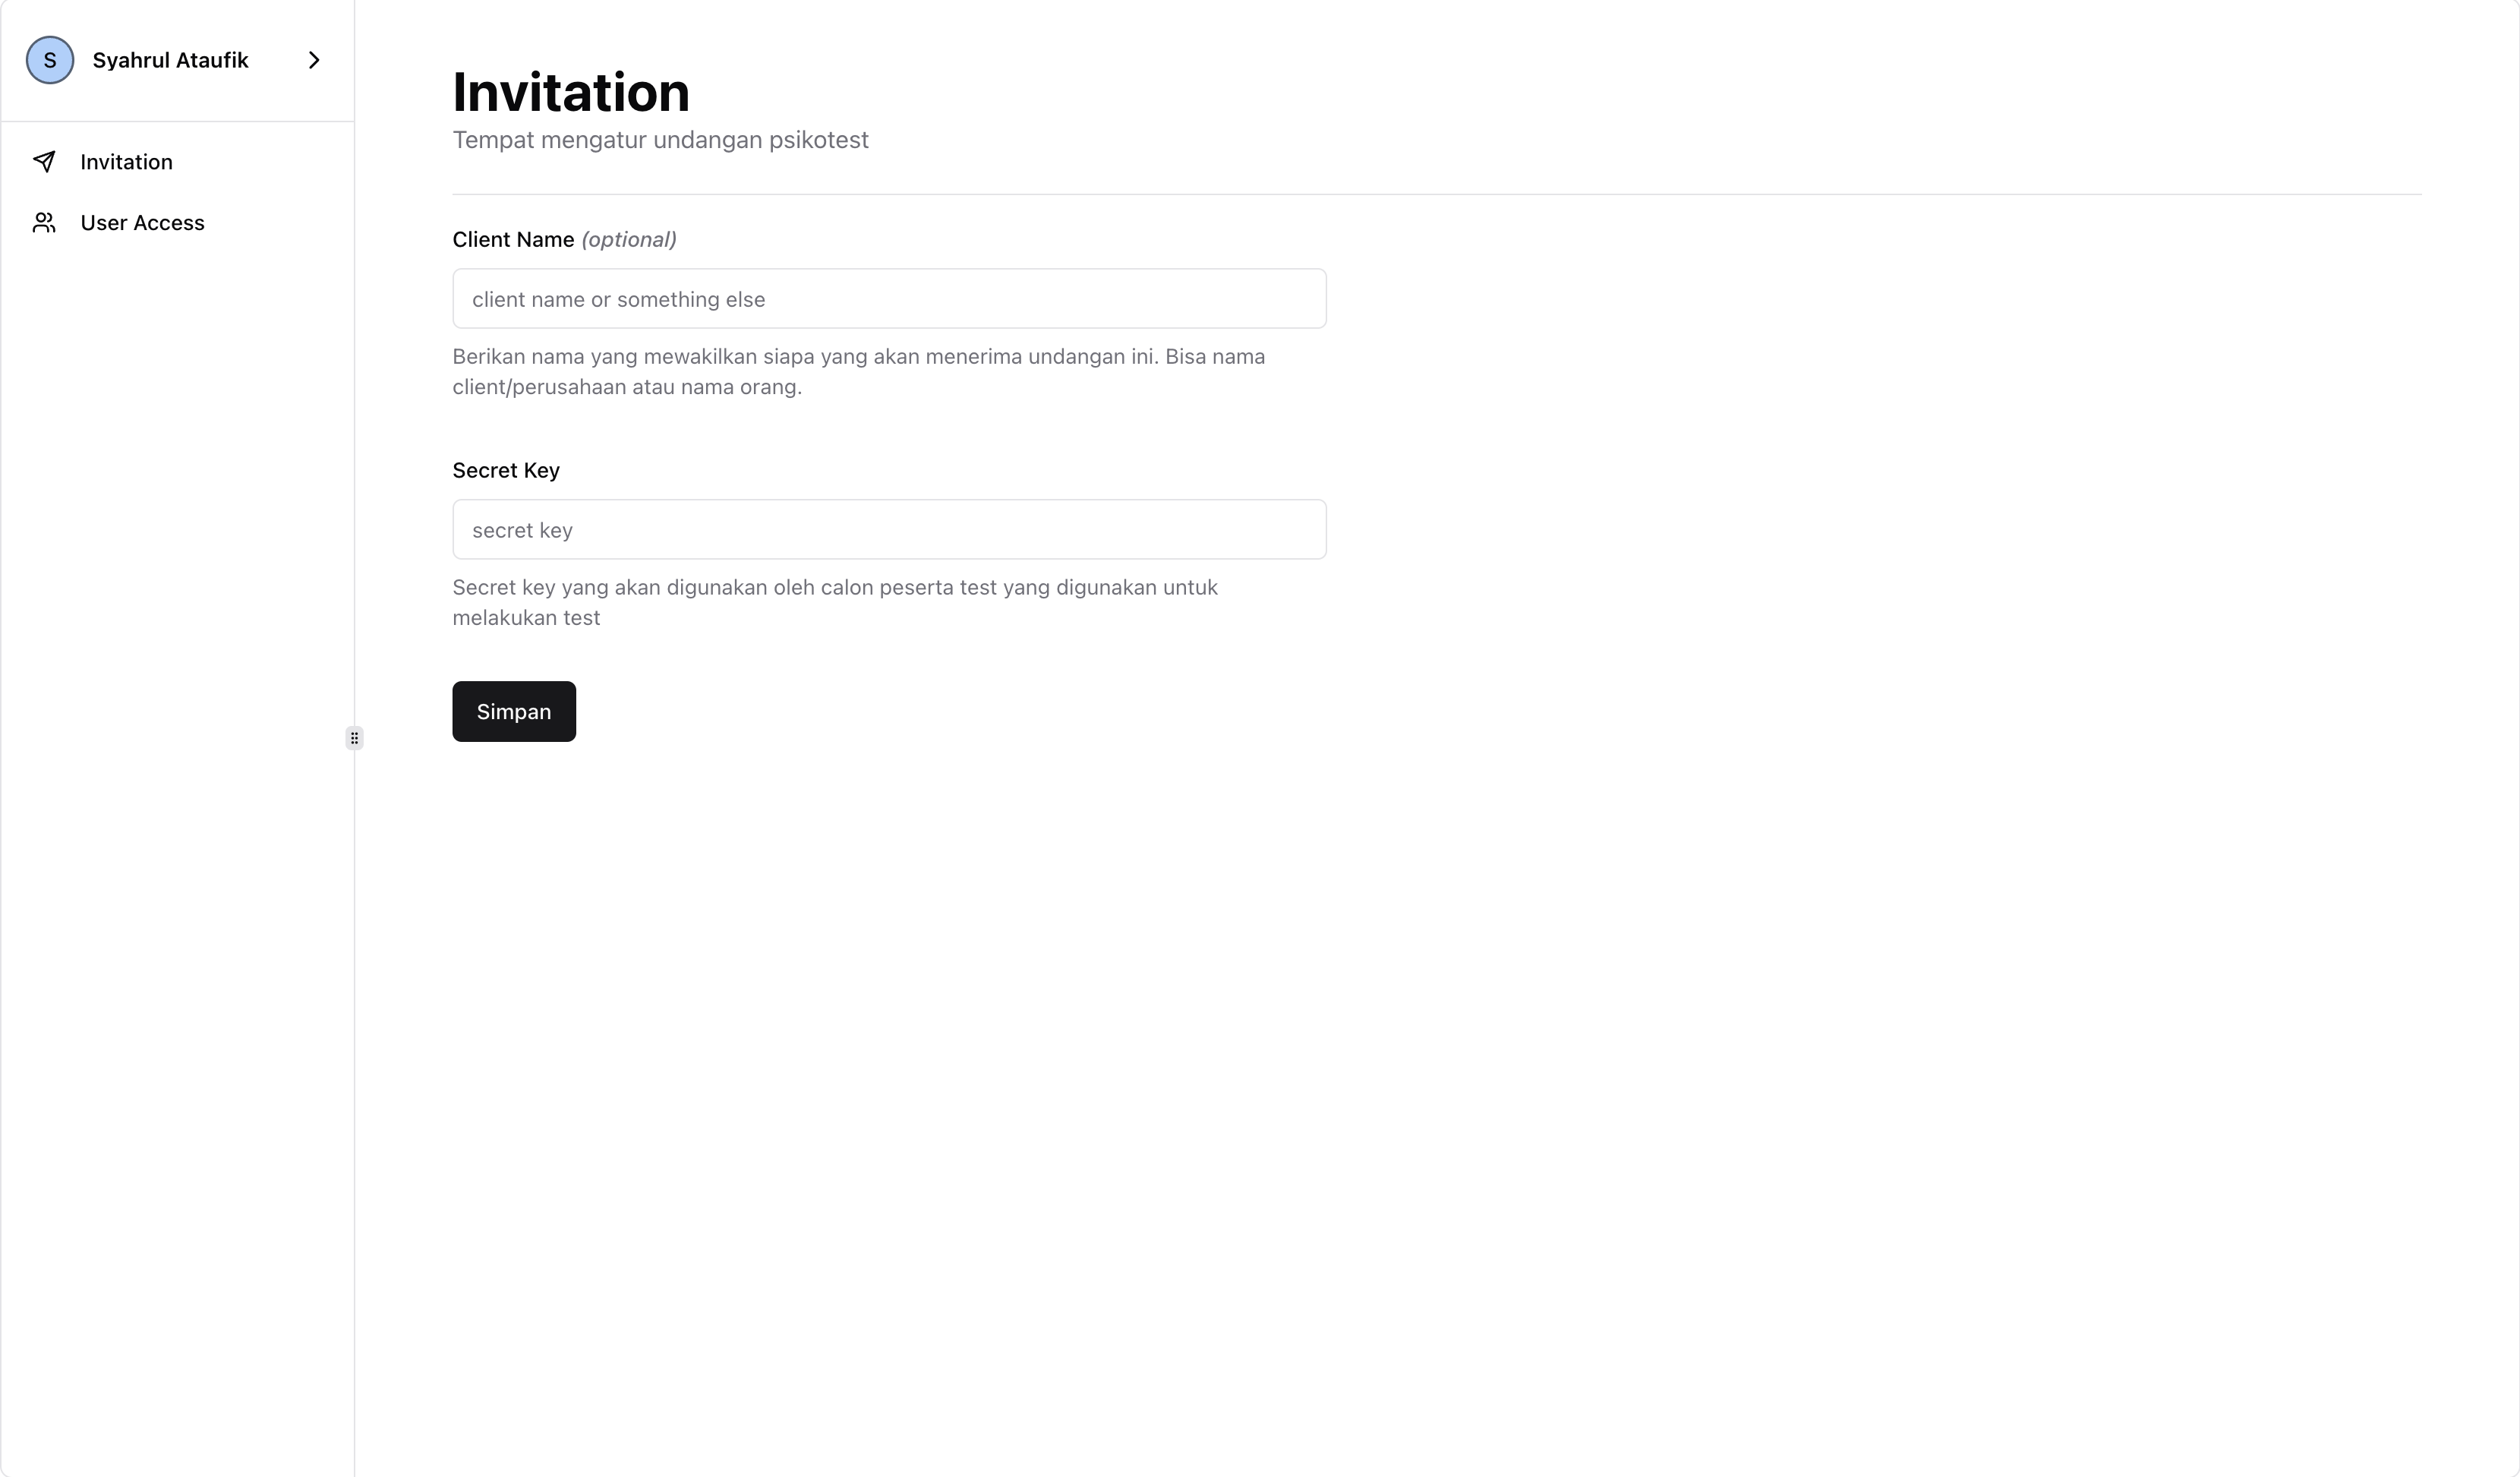 S
Syahrul Ataufik
Invitation
User Access
Invitation
Tempat mengatur undangan psikotest
Client Name (optional)
client name or something else
Berikan nama yang mewakilkan siapa yang akan menerima undangan ini. Bisa nama
client/perusahaan atau nama orang.
Secret Key
secret key
Secret key yang akan digunakan oleh calon peserta test yang digunakan untuk
melakukan test
Simpan